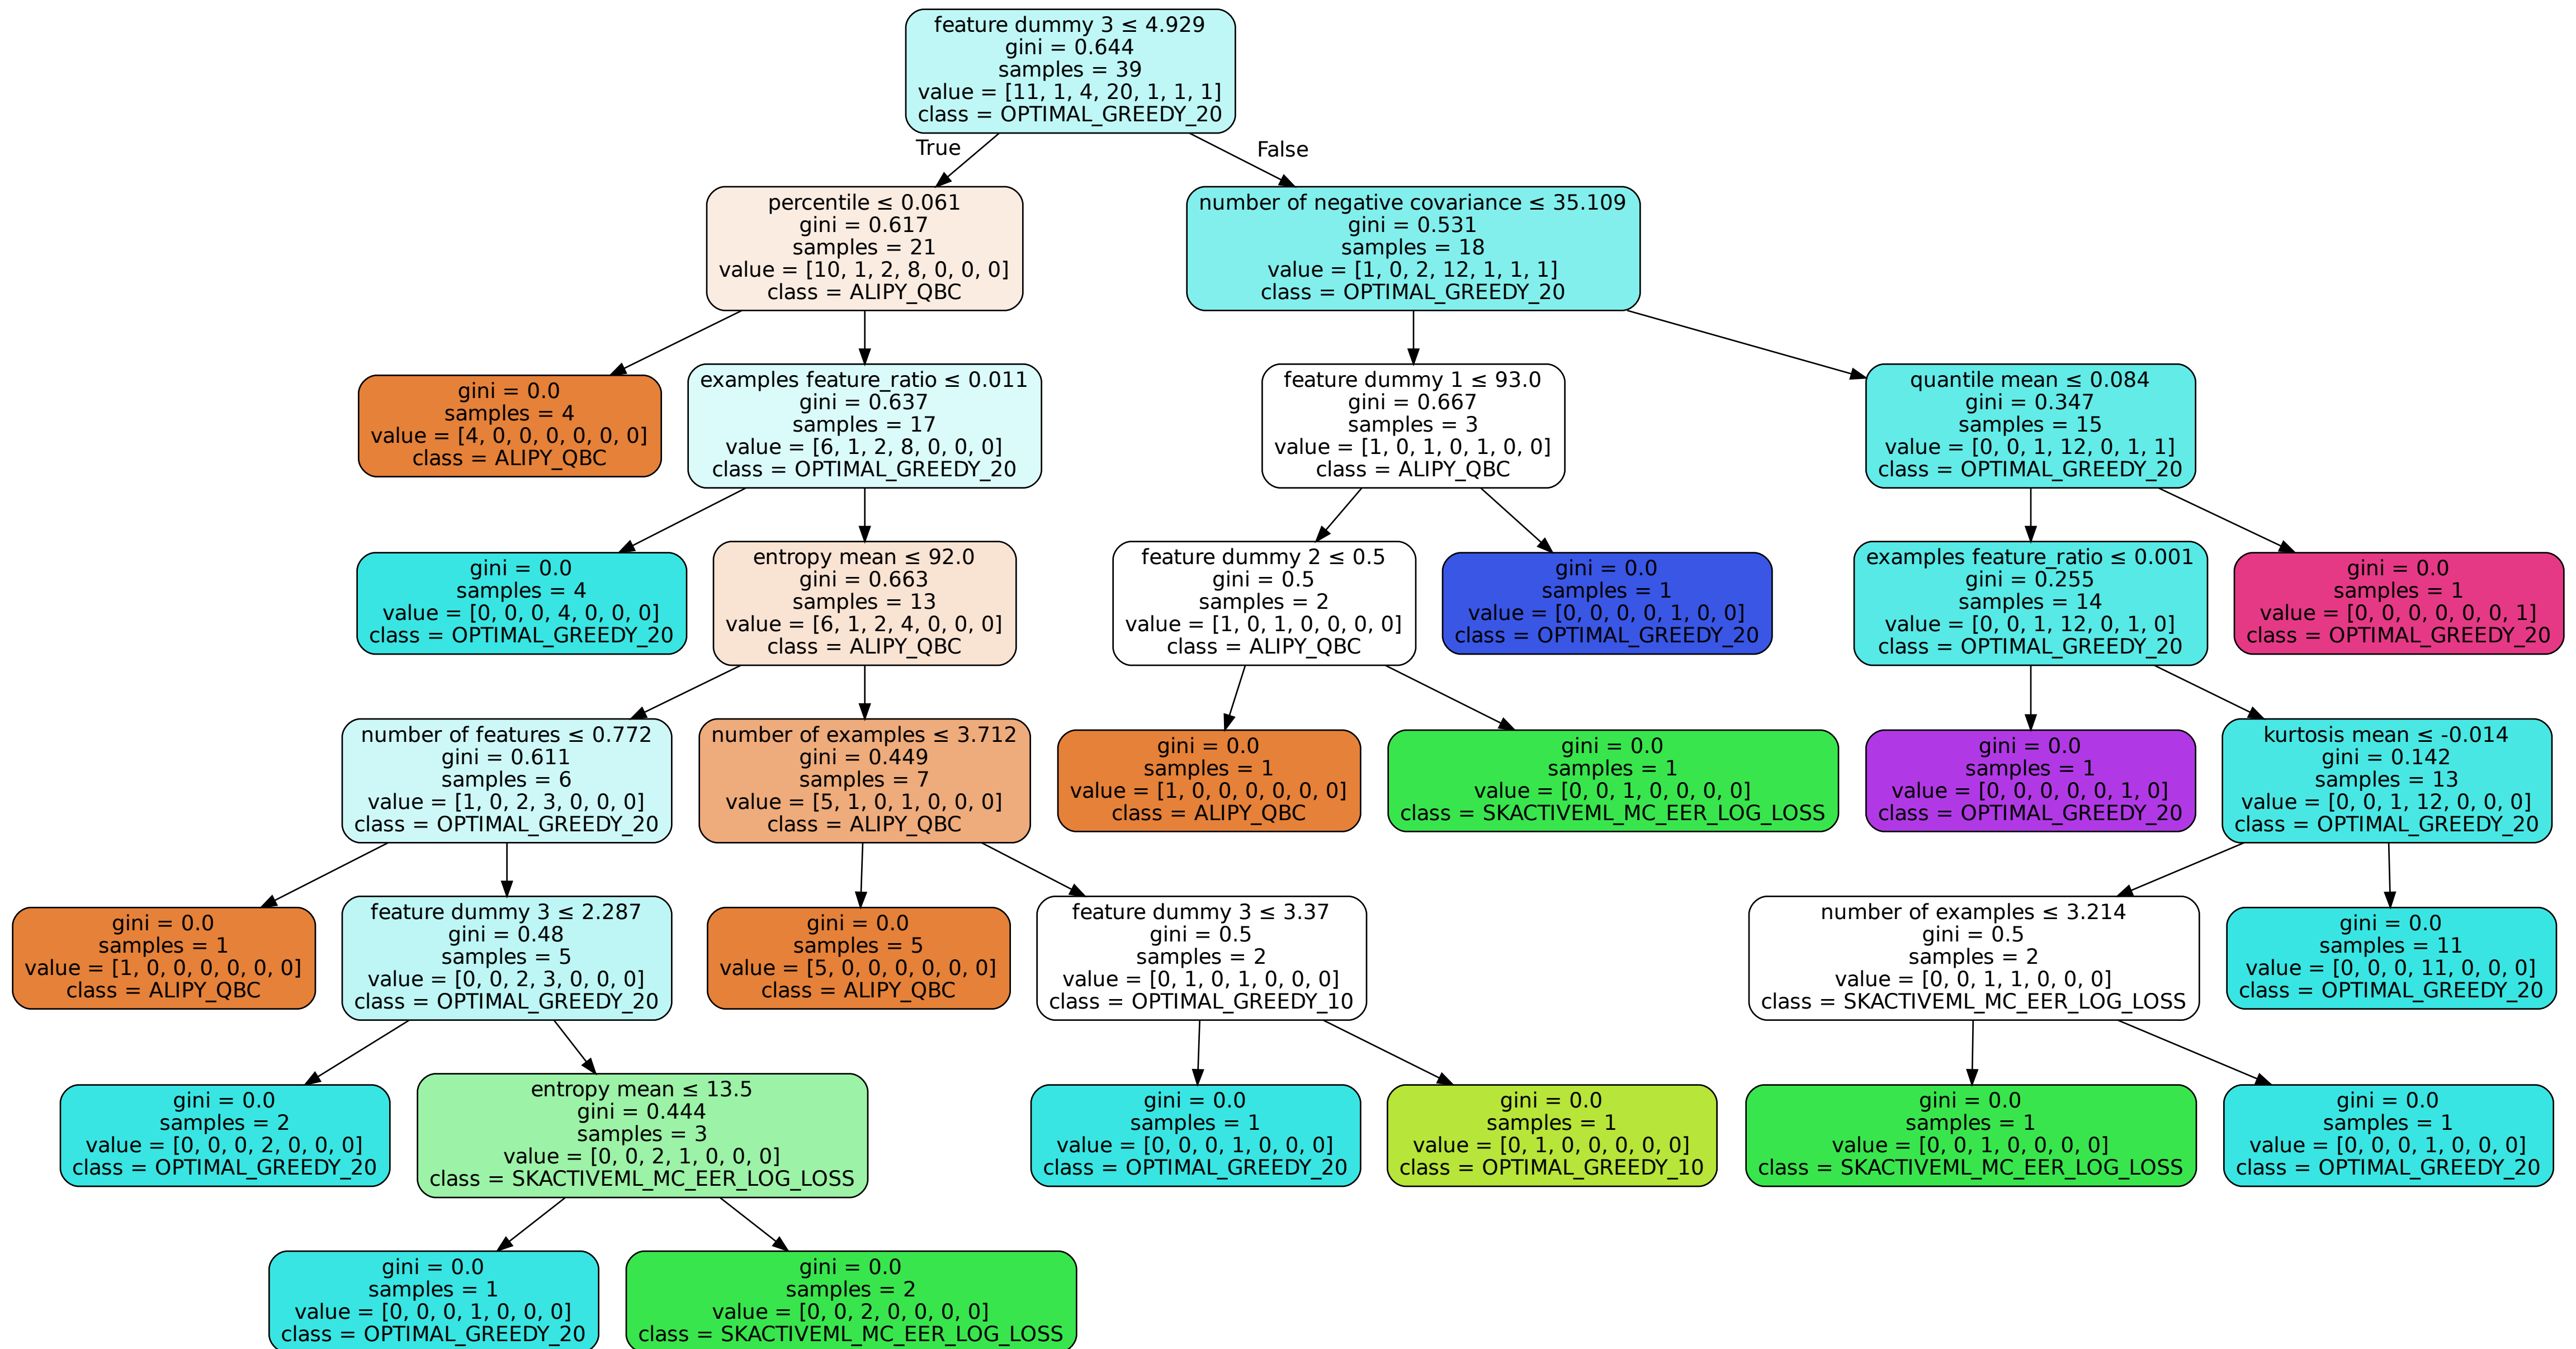 feature dummy 3 ≤ 4.929
gini = 0.644
samples = 39
value = [11, 1, 4, 20, 1, 1, 1]
class = OPTIMAL_GREEDY_20
True
False
percentile ≤ 0.061
gini = 0.617
samples = 21
value = [10, 1, 2, 8, 0, 0, 0]
class = ALIPY_QBC
number of negative covariance ≤ 35.109
gini = 0.531
samples = 18
value = [1, 0, 2, 12, 1, 1, 1]
class = OPTIMAL_GREEDY_20
gini = 0.0
samples = 4
value = [4, 0, 0, 0, 0, 0, 0]
class = ALIPY_QBC
examples feature_ratio ≤ 0.011
gini = 0.637
samples = 17
value = [6, 1, 2, 8, 0, 0, 0]
class = OPTIMAL_GREEDY_20
feature dummy 1 ≤ 93.0
gini = 0.667
samples = 3
value = [1, 0, 1, 0, 1, 0, 0]
class = ALIPY_QBC
quantile mean ≤ 0.084
gini = 0.347
samples = 15
value = [0, 0, 1, 12, 0, 1, 1]
class = OPTIMAL_GREEDY_20
gini = 0.0
samples = 4
value = [0, 0, 0, 4, 0, 0, 0]
class = OPTIMAL_GREEDY_20
entropy mean ≤ 92.0
gini = 0.663
samples = 13
value = [6, 1, 2, 4, 0, 0, 0]
class = ALIPY_QBC
feature dummy 2 ≤ 0.5
gini = 0.5
samples = 2
value = [1, 0, 1, 0, 0, 0, 0]
class = ALIPY_QBC
gini = 0.0
samples = 1
value = [0, 0, 0, 0, 1, 0, 0]
class = OPTIMAL_GREEDY_20
examples feature_ratio ≤ 0.001
gini = 0.255
samples = 14
value = [0, 0, 1, 12, 0, 1, 0]
class = OPTIMAL_GREEDY_20
gini = 0.0
samples = 1
value = [0, 0, 0, 0, 0, 0, 1]
class = OPTIMAL_GREEDY_20
number of features ≤ 0.772
gini = 0.611
samples = 6
value = [1, 0, 2, 3, 0, 0, 0]
class = OPTIMAL_GREEDY_20
number of examples ≤ 3.712
gini = 0.449
samples = 7
value = [5, 1, 0, 1, 0, 0, 0]
class = ALIPY_QBC
gini = 0.0
samples = 1
value = [1, 0, 0, 0, 0, 0, 0]
class = ALIPY_QBC
gini = 0.0
samples = 1
value = [0, 0, 1, 0, 0, 0, 0]
class = SKACTIVEML_MC_EER_LOG_LOSS
gini = 0.0
samples = 1
value = [0, 0, 0, 0, 0, 1, 0]
class = OPTIMAL_GREEDY_20
kurtosis mean ≤ -0.014
gini = 0.142
samples = 13
value = [0, 0, 1, 12, 0, 0, 0]
class = OPTIMAL_GREEDY_20
gini = 0.0
samples = 1
value = [1, 0, 0, 0, 0, 0, 0]
class = ALIPY_QBC
feature dummy 3 ≤ 2.287
gini = 0.48
samples = 5
value = [0, 0, 2, 3, 0, 0, 0]
class = OPTIMAL_GREEDY_20
gini = 0.0
samples = 5
value = [5, 0, 0, 0, 0, 0, 0]
class = ALIPY_QBC
feature dummy 3 ≤ 3.37
gini = 0.5
samples = 2
value = [0, 1, 0, 1, 0, 0, 0]
class = OPTIMAL_GREEDY_10
number of examples ≤ 3.214
gini = 0.5
samples = 2
value = [0, 0, 1, 1, 0, 0, 0]
class = SKACTIVEML_MC_EER_LOG_LOSS
gini = 0.0
samples = 11
value = [0, 0, 0, 11, 0, 0, 0]
class = OPTIMAL_GREEDY_20
gini = 0.0
samples = 2
value = [0, 0, 0, 2, 0, 0, 0]
class = OPTIMAL_GREEDY_20
entropy mean ≤ 13.5
gini = 0.444
samples = 3
value = [0, 0, 2, 1, 0, 0, 0]
class = SKACTIVEML_MC_EER_LOG_LOSS
gini = 0.0
samples = 1
value = [0, 0, 0, 1, 0, 0, 0]
class = OPTIMAL_GREEDY_20
gini = 0.0
samples = 1
value = [0, 1, 0, 0, 0, 0, 0]
class = OPTIMAL_GREEDY_10
gini = 0.0
samples = 1
value = [0, 0, 1, 0, 0, 0, 0]
class = SKACTIVEML_MC_EER_LOG_LOSS
gini = 0.0
samples = 1
value = [0, 0, 0, 1, 0, 0, 0]
class = OPTIMAL_GREEDY_20
gini = 0.0
samples = 1
value = [0, 0, 0, 1, 0, 0, 0]
class = OPTIMAL_GREEDY_20
gini = 0.0
samples = 2
value = [0, 0, 2, 0, 0, 0, 0]
class = SKACTIVEML_MC_EER_LOG_LOSS